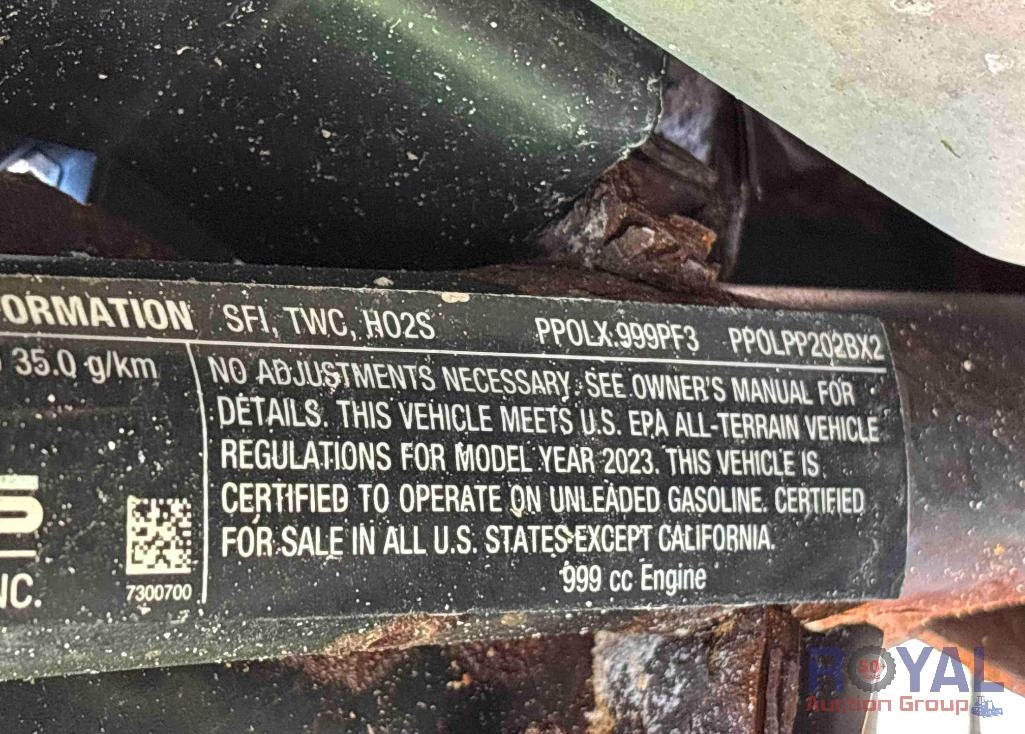 ORMATION SFI, TWC, HO2S PPOLX.999PF3 PPOLPP202BX2
35.0 g/km
NO ADJUSTMENTS NECESSARY. SEE OWNER'S MANUAL FOR
DETAILS. THIS VEHICLE MEETS U.S. EPA ALL-TERRAIN VEHICLE
REGULATIONS FOR MODEL YEAR 2023. THIS VEHICLE IS
CERTIFIED TO OPERATE ON UNLEADED GASOLINE. CERTIFIED
FOR SALE IN ALL U.S. STATES EXCEPT CALIFORNIA.
999 cc Engine
NC.
7300700
ROYAL
Auction Group